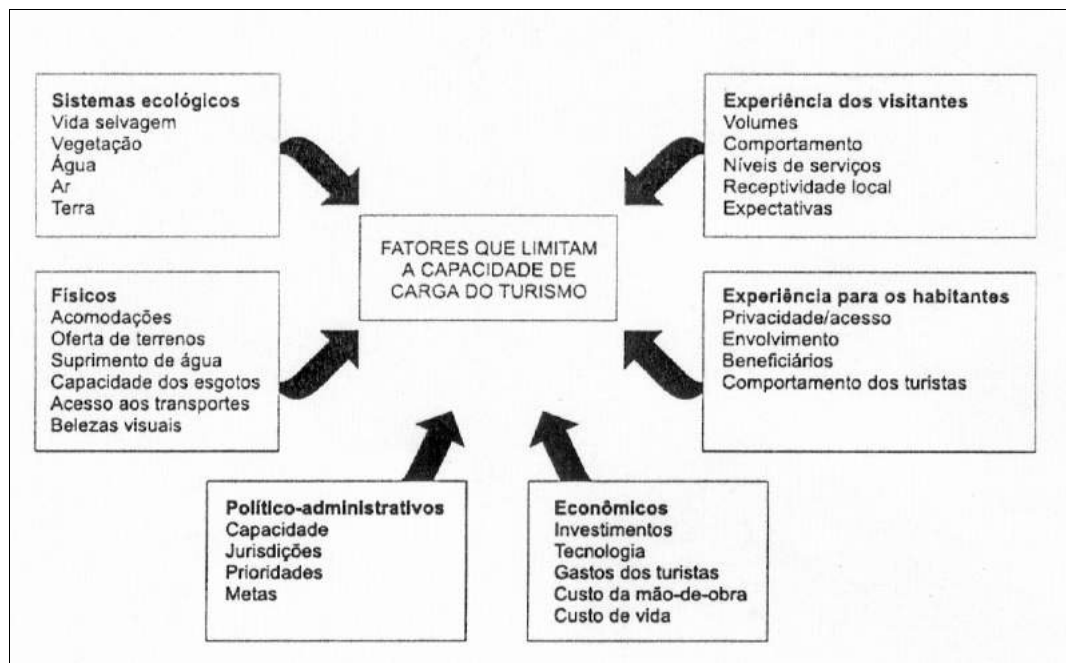 Sistemas ecológicos
Vida selvagem
Vegetação
Água
Ar
Terra
Experiência dos visitantes
Volumes
Comportamento
Níveis de serviços
Receptividade local
Expectativas
FATORES QUE LIMITAM
A CAPACIDADE DE
CARGA DO TURISMO
Físicos
Acomodações
Oferta de terrenos
Suprimento de água
Capacidade dos esgotos
Acesso aos transportes
Belezas visuais
Experiência para os habitantes
Privacidade/acesso
Envolvimento
Beneficiários
Comportamento dos turistas
Político-administrativos
Capacidade
Jurisdições
Prioridades
Metas
Econômicos
Investimentos
Tecnologia
Gastos dos turistas
Custo da mão-de-obra
Custo de vida